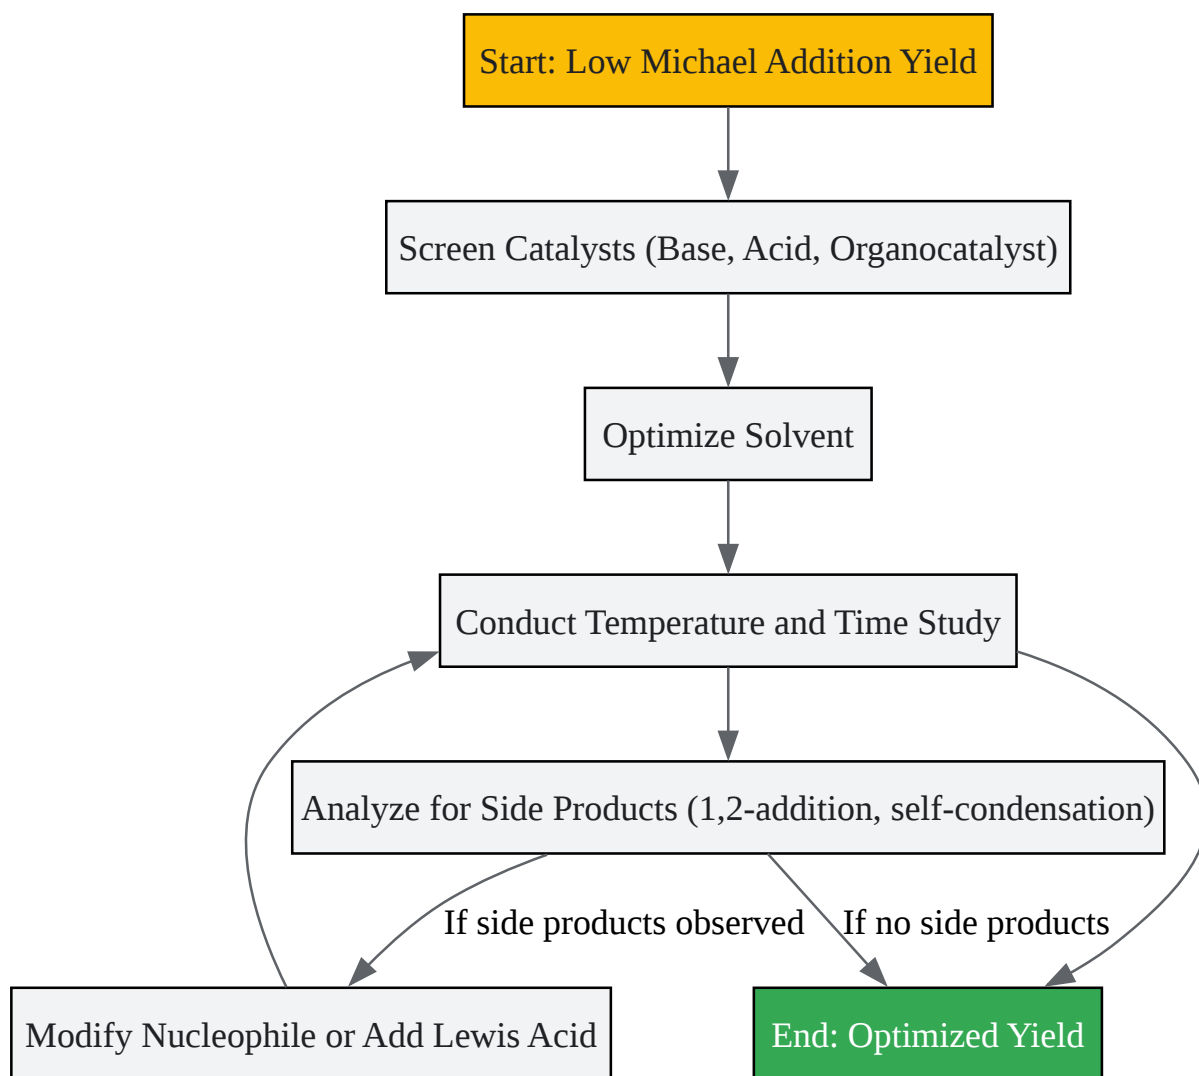 Start: Low Michael Addition Yield
Screen Catalysts (Base, Acid, Organocatalyst)
Optimize Solvent
Conduct Temperature and Time Study
Analyze for Side Products (1,2-addition, self-condensation)
If side products observed
If no side products
Modify Nucleophile or Add Lewis Acid
End: Optimized Yield